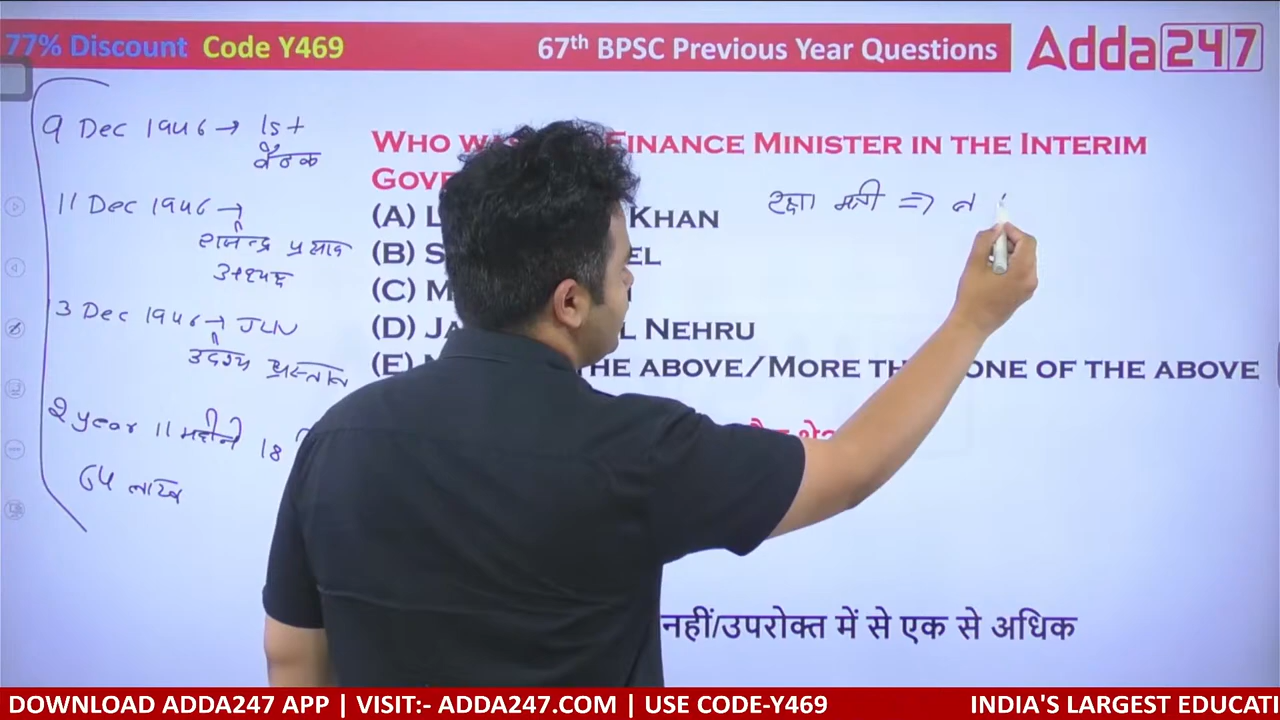 77% Discount Code Y469
67th BPSC Previous Year Questions
Adda247
9 Dec 1946 → 1st
बैठक
11 Dec 1946 →
राजेन्द्र प्रसाद
अध्यक्ष
3 Dec 1946 → JLN
उद्देश्य प्रस्ताव
2 year 11 महीने 18
64 लाख
WHO FINANCE MINISTER IN THE INTERIM
(A) L KHAN
(B) S EL
(C) M
(D) JA L NEHRU
(E) THE ABOVE/MORE TH ONE OF THE ABOVE
रक्षा मंत्री ⇒
नहीं/उपरोक्त में से एक से अधिक
DOWNLOAD ADDA247 APP | VISIT:- ADDA247.COM | USE CODE-Y469
INDIA'S LARGEST EDUCATI